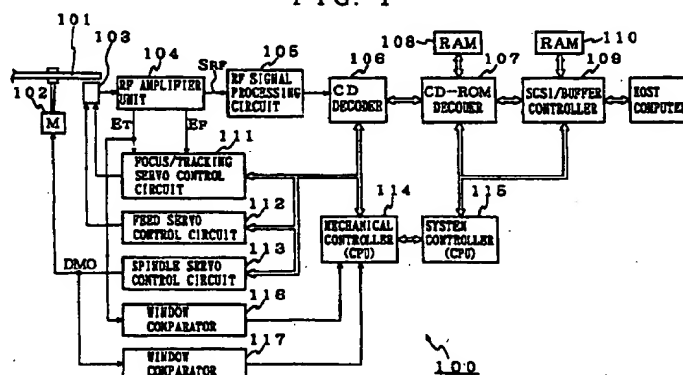 FIG. 1
101
103
104
105
106
108
RAM
107
RAM
110
109
RF AMPLIFIER
UNIT
SRF
RF SIGNAL
PROCESSING
CIRCUIT
CD
DECODER
CD-ROM
DECODER
SCSI/BUFFER
CONTROLLER
HOST
COMPUTER
102
M
ET
EF
111
FOCUS/TRACKING
SERVO CONTROL
CIRCUIT
112
FEED SERVO
CONTROL CIRCUIT
114
MECHANICAL
CONTROLLER
(CPU)
115
SYSTEM
CONTROLLER
(CPU)
113
DMO
SPINDLE SERVO
CONTROL CIRCUIT
116
WINDOW
COMPARATOR
117
WINDOW
COMPARATOR
100